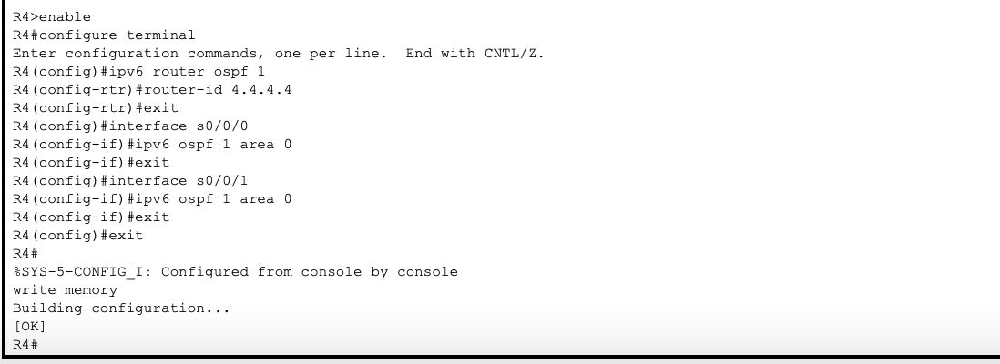 R4>enable
R4#configure terminal
Enter configuration commands, one per line.  End with CNTL/Z.
R4(config)#ipv6 router ospf 1
R4(config-rtr)#router-id 4.4.4.4
R4(config-rtr)#exit
R4(config)#interface s0/0/0
R4(config-if)#ipv6 ospf 1 area 0
R4(config-if)#exit
R4(config)#interface s0/0/1
R4(config-if)#ipv6 ospf 1 area 0
R4(config-if)#exit
R4(config)#exit
R4#
%SYS-5-CONFIG_I: Configured from console by console
write memory
Building configuration...
[OK]
R4#